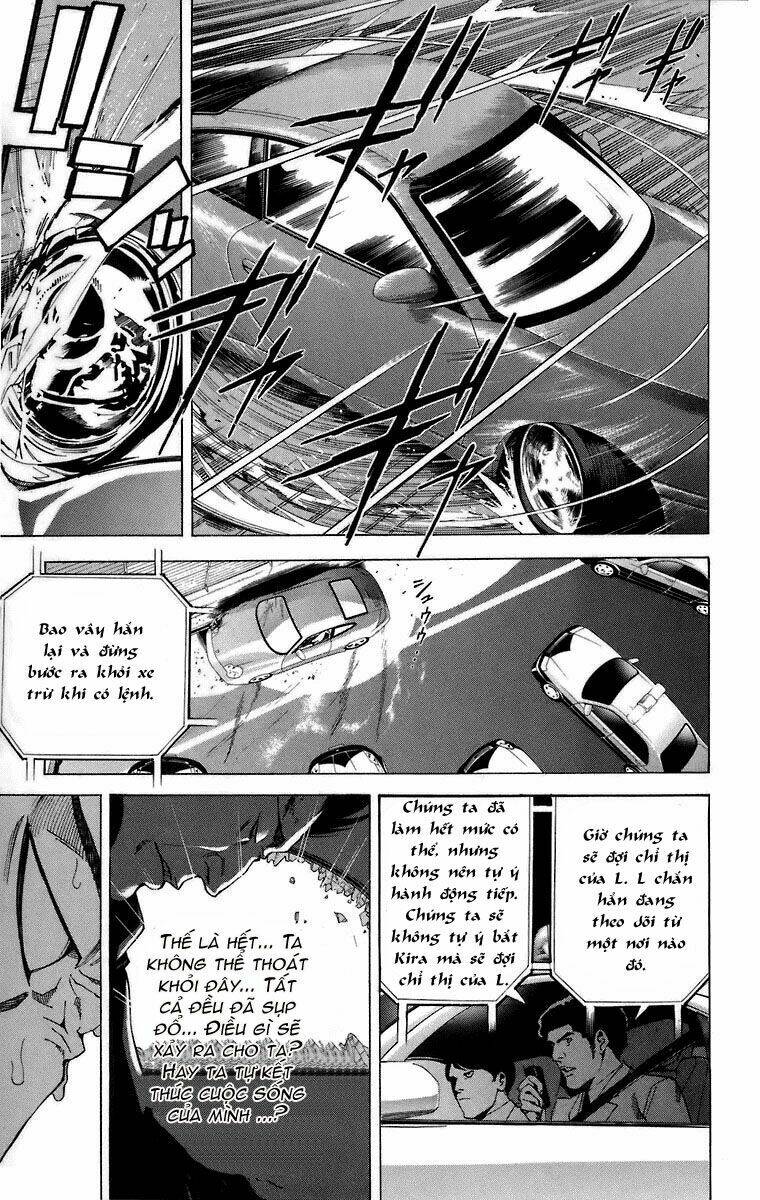 Bao vây hắn
lại và đừng
bước ra khỏi xe
trừ khi có lệnh.
Giờ chúng ta
sẽ đợi chỉ thị
của L. L chắn
hẳn đang
theo dõi từ
một nơi nào
đó.
Chúng ta đã
làm hết mức có
thể, nhưng
không nên tự ý
hành động tiếp.
Chúng ta sẽ
không tự ý bắt
Kira mà sẽ đợi
chỉ thị của L.
THẾ LÀ HẾT... TA
KHÔNG THỂ THOÁT
KHỎI ĐÂY... TẤT
CẢ ĐỀU ĐÃ SỤP
ĐỔ... ĐIỀU GÌ SẼ
XẢY RA CHO TA?
HAY TA TỰ KẾT
THÚC CUỘC SỐNG
CỦA MÌNH ...?